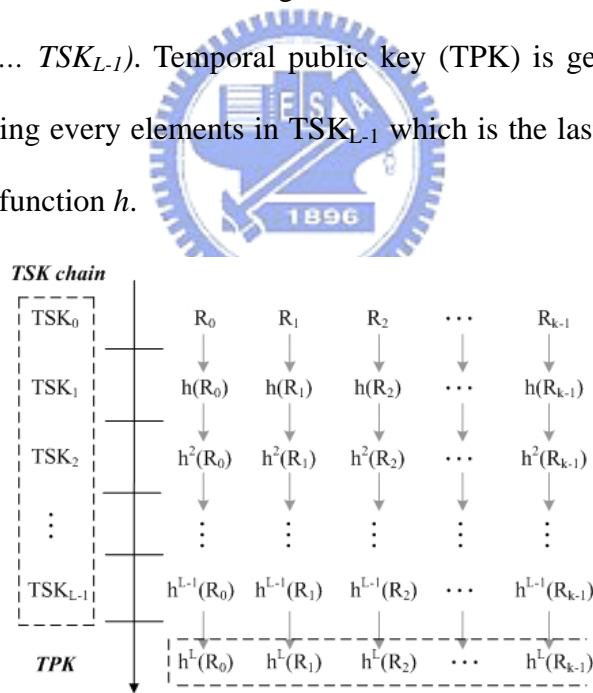 ... TSK_{L-1}). Temporal public key (TPK) is ge
ing every elements in TSK_{L-1} which is the las
function h.
E S A
1896
TSK chain
TSK_0 R_0 R_1 R_2 ··· R_{k-1}
TSK_1 h(R_0) h(R_1) h(R_2) ··· h(R_{k-1})
TSK_2 h^2(R_0) h^2(R_1) h^2(R_2) ··· h^2(R_{k-1})
⋮ ⋮ ⋮ ⋮ ⋮ ⋮
TSK_{L-1} h^{L-1}(R_0) h^{L-1}(R_1) h^{L-1}(R_2) ··· h^{L-1}(R_{k-1})
TPK h^L(R_0) h^L(R_1) h^L(R_2) ··· h^L(R_{k-1})